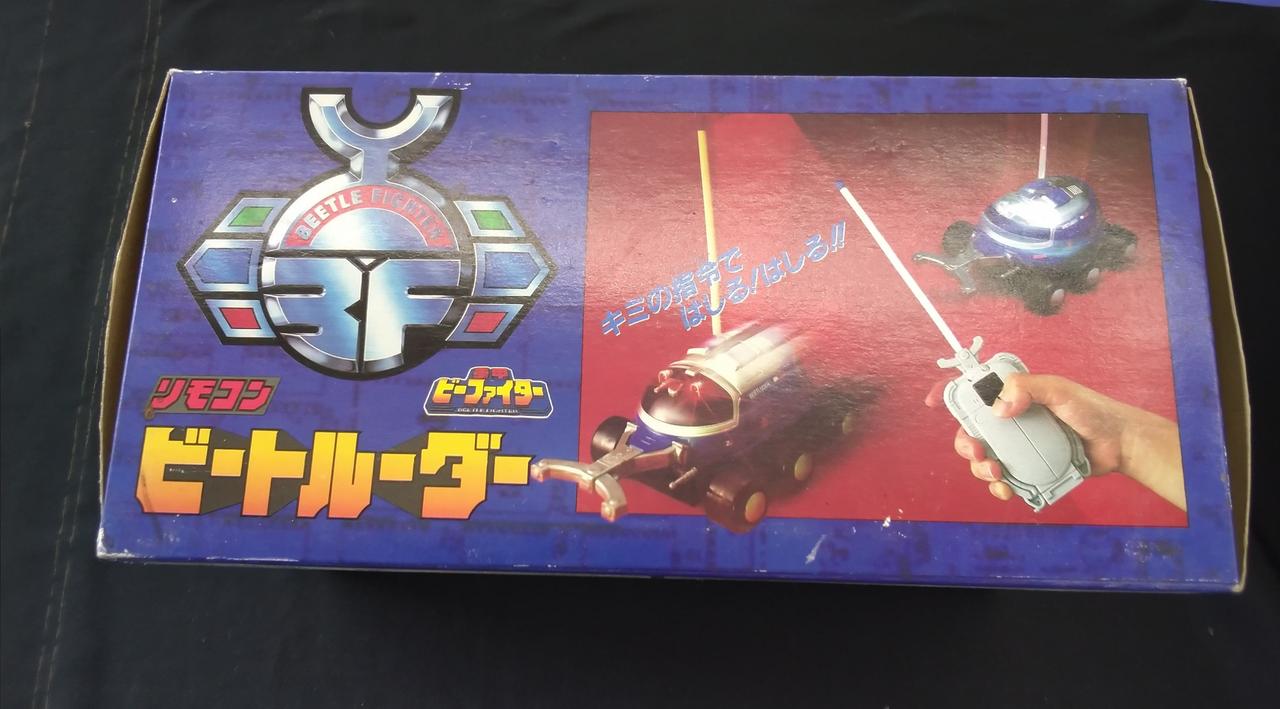 BEETLE FIGHTER
BF
リモコン
重甲
ビーファイター
BEETLE FIGHTER
ビートルーダー
キミの指令で
はしる!はしる!!